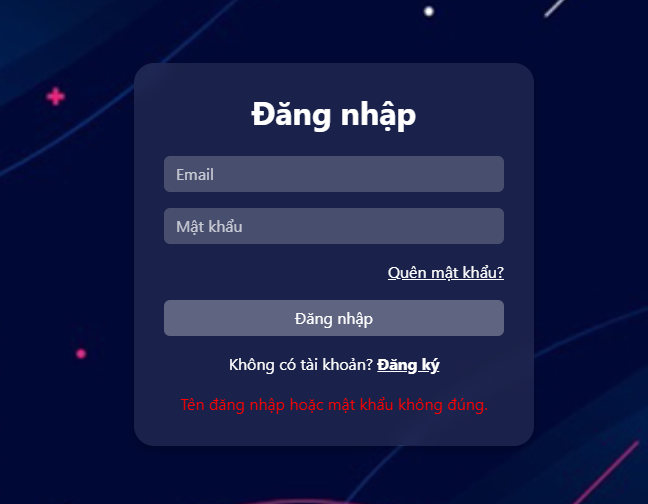 Đăng nhập
Email
Mật khẩu
Quên mật khẩu?
Đăng nhập
Không có tài khoản? Đăng ký
Tên đăng nhập hoặc mật khẩu không đúng.